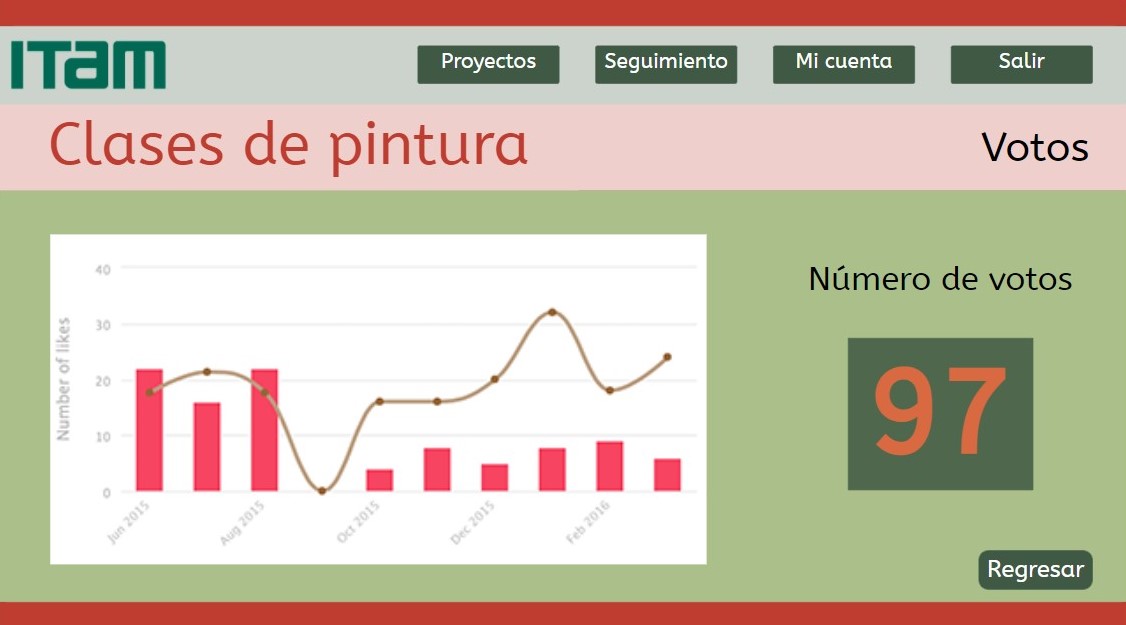 ITam
Proyectos
Seguimiento
Mi cuenta
Salir
Clases de pintura
Votos
Number of likes
40
30
20
10
0
Jun 2015
Aug 2015
Oct 2015
Dec 2015
Feb 2016
Número de votos
97
Regresar